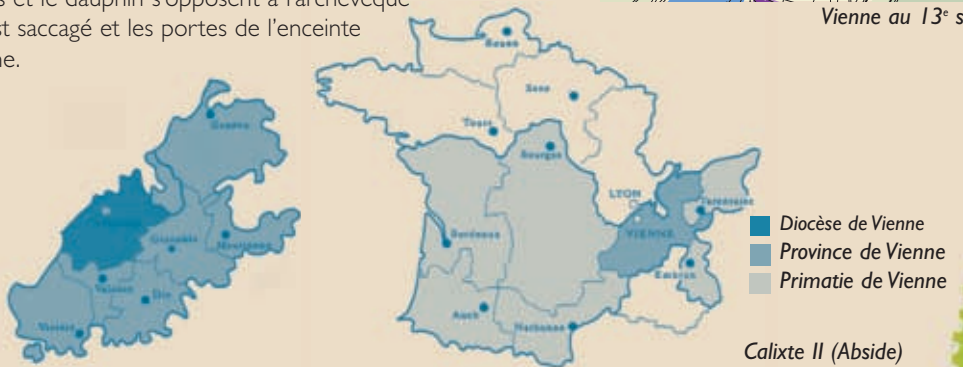 s et le dauphin s'opposent à l'archevêque
st saccagé et les portes de l'enceinte
ne.
Vienne au 13e s
Genève
Grenoble
Maurienne
Valence
Die
Viviers
Rouen
Sens
Tours
Bourges
LYON
Tarentaise
VIENNE
Bordeaux
Embrun
Auch
Narbonne
Diocèse de Vienne
Province de Vienne
Primatie de Vienne
Calixte II (Abside)